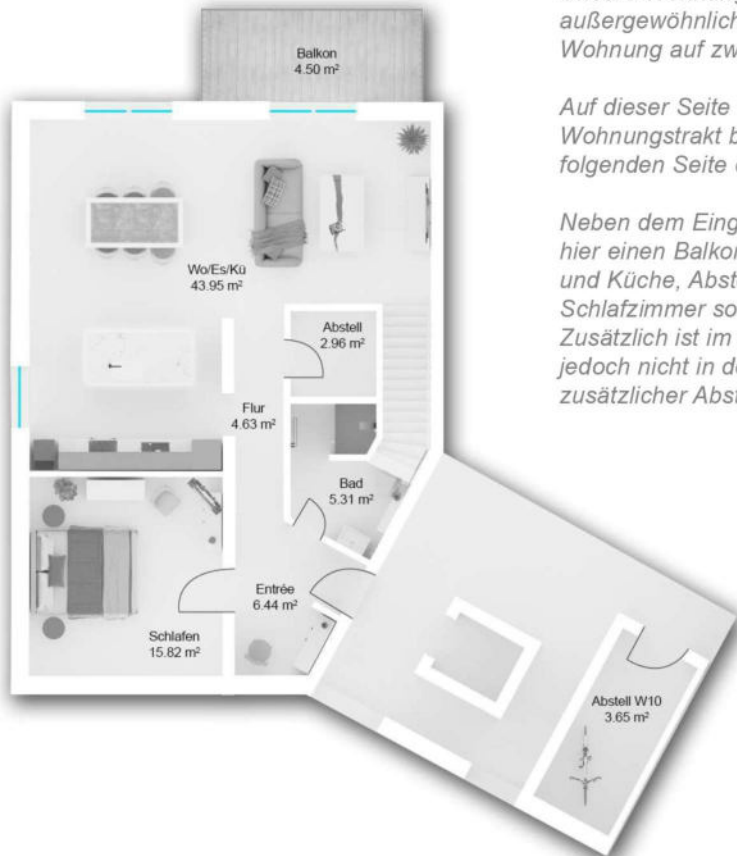 außergewöhnlich
Wohnung auf zw
Auf dieser Seite
Wohnungstrakt b
folgenden Seite
Neben dem Eing
hier einen Balkon
und Küche, Abst
Schlafzimmer so
Zusätzlich ist im
jedoch nicht in de
zusätzlicher Abst
Balkon
4.50 m²
Wo/Es/Kü
43.95 m²
Abstell
2.96 m²
Flur
4.63 m²
Bad
5.31 m²
Entrée
6.44 m²
Schlafen
15.82 m²
Abstell W10
3.65 m²